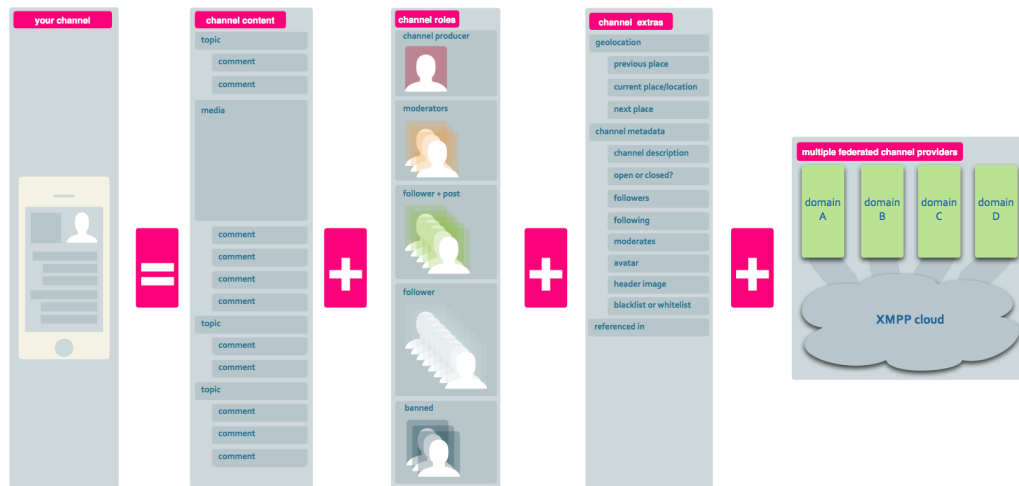 your channel
channel content
topic
comment
comment
media
comment
comment
comment
comment
topic
comment
comment
topic
comment
comment
comment
channel roles
channel producer
moderators
follower + post
follower
banned
channel extras
geolocation
previous place
current place/location
next place
channel metadata
channel description
open or closed?
followers
following
moderates
avatar
header image
blacklist or whitelist
referenced in
multiple federated channel providers
domain
A
domain
B
domain
C
domain
D
XMPP cloud